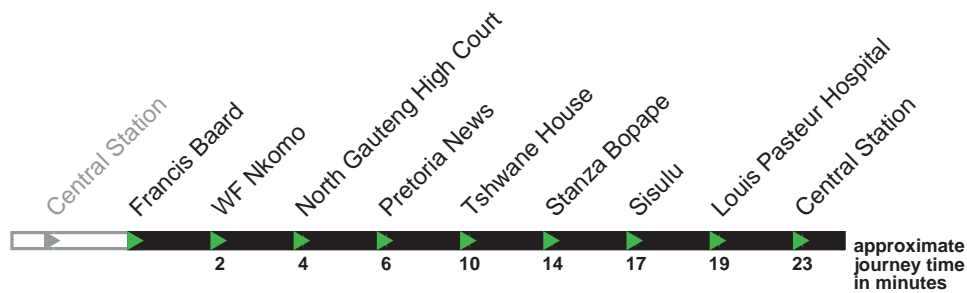 Central Station
Francis Baard
WF Nkomo
North Gauteng High Court
Pretoria News
Tshwane House
Stanza Bopape
Sisulu
Louis Pasteur Hospital
Central Station
2 4 6 10 14 17 19 23
approximate
journey time
in minutes